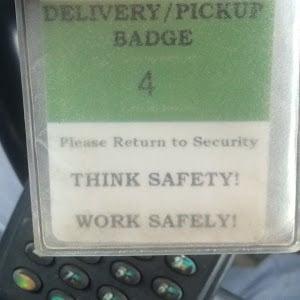 DELIVERY/PICKUP
BADGE
4
Please Return to Security
THINK SAFETY!
WORK SAFELY!